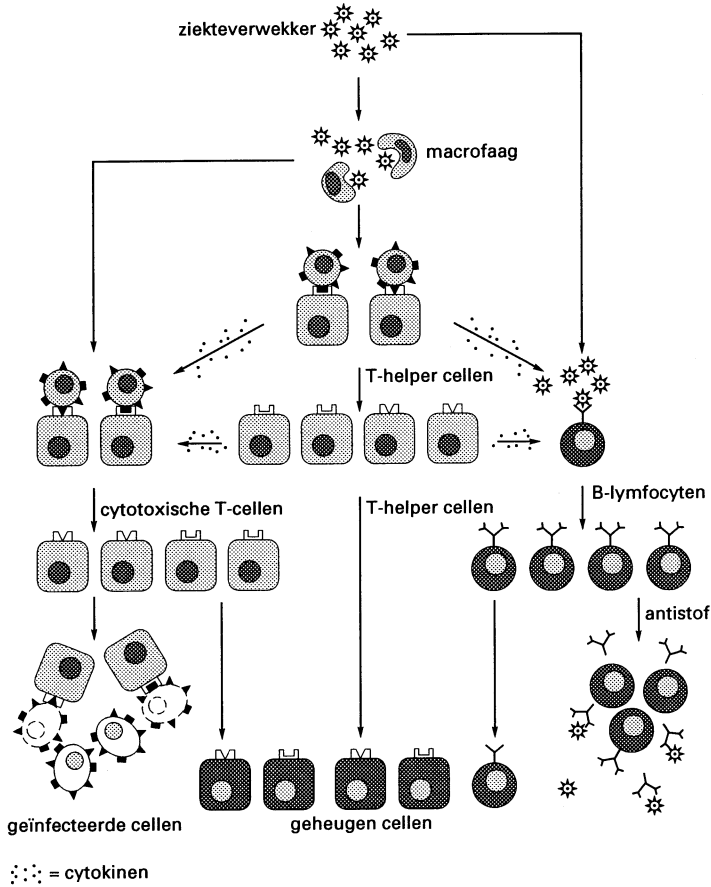 ziekteverwekker
macrofaag
T-helper cellen
cytotoxische T-cellen
T-helper cellen
B-lymfocyten
antistof
geïnfecteerde cellen
geheugen cellen
= cytokinen